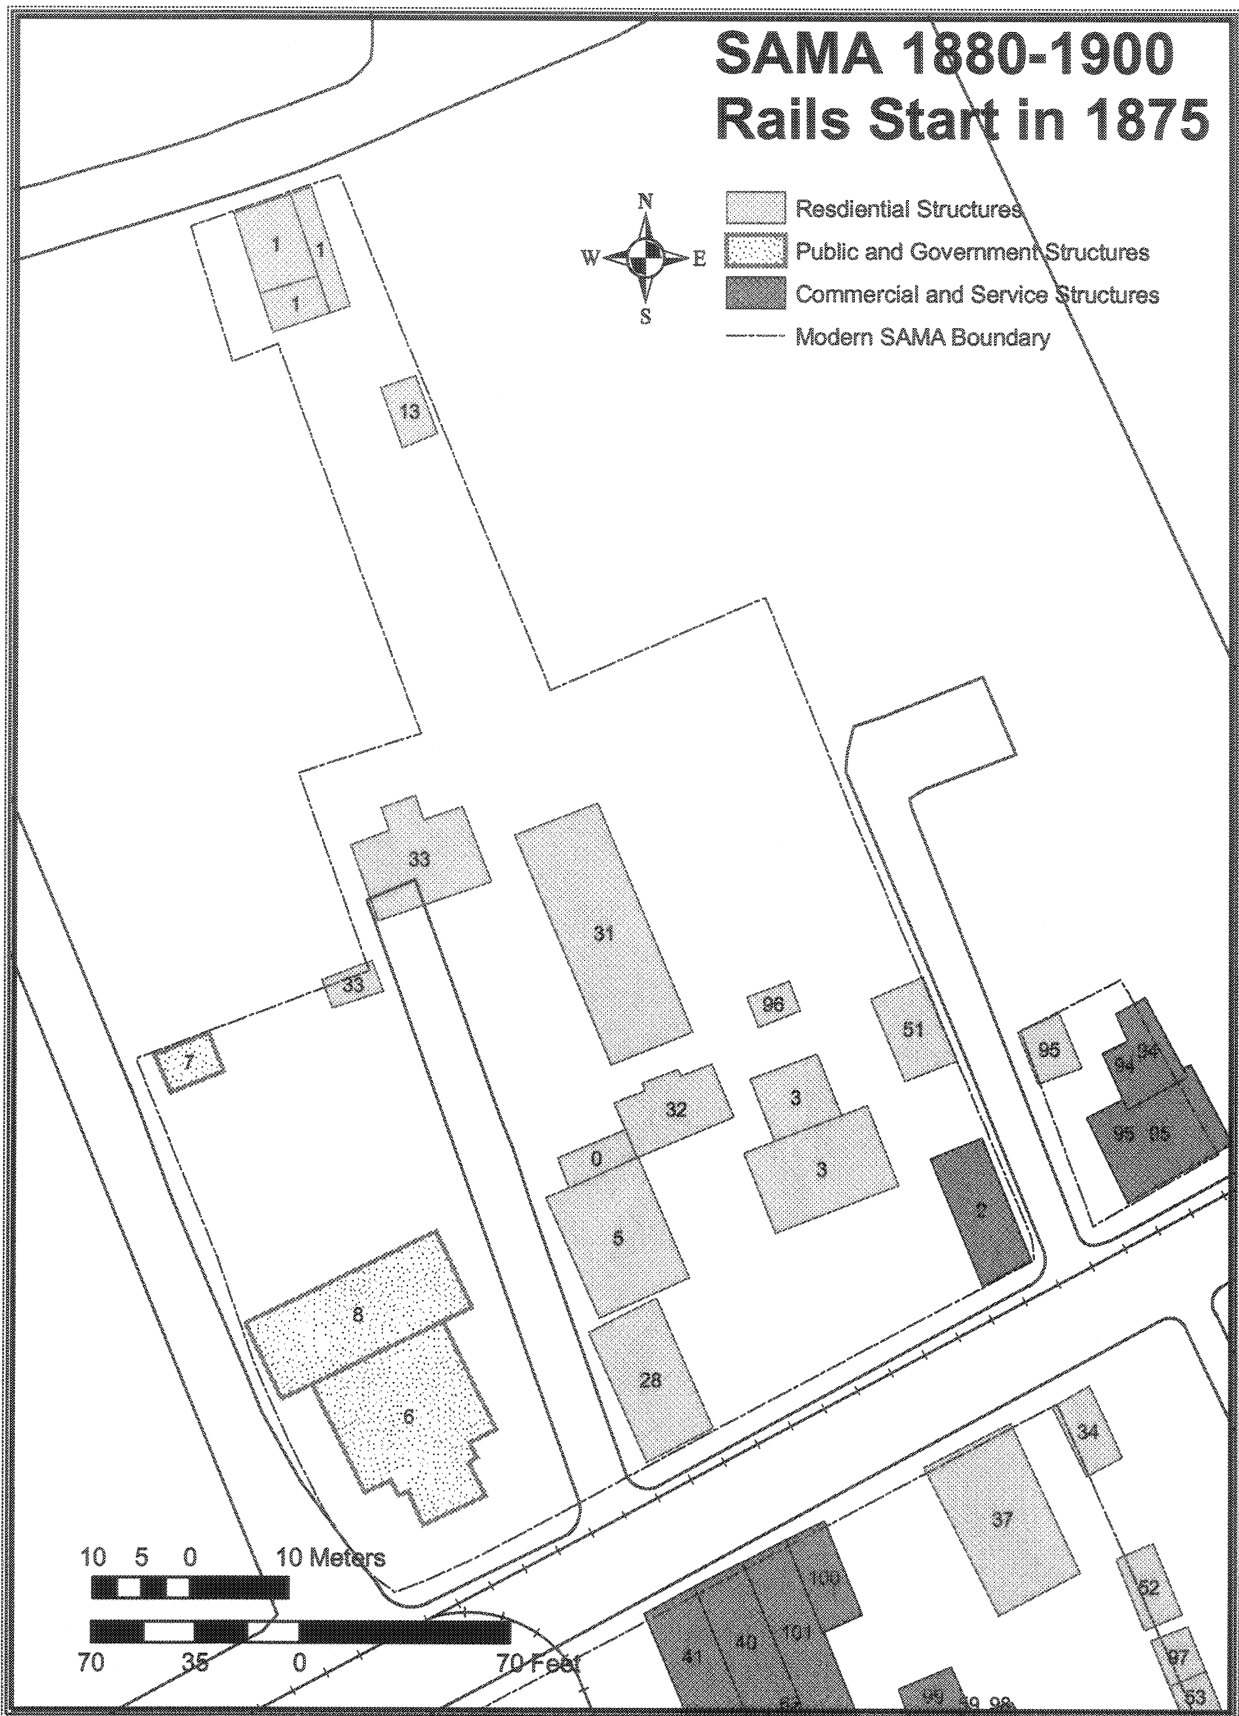 SAMA 1880-1900
Rails Start in 1875
N
W E
S
Resdiential Structures
Public and Government Structures
Commercial and Service Structures
Modern SAMA Boundary
1
1
1
13
33
31
33
96
51
7
95
94 94
32
3
95 95
0
3
2
5
8
28
6
34
37
10 5 0 10 Meters
100
52
101
40
41
97
70 35 0 70 Feet
53
99 59 98